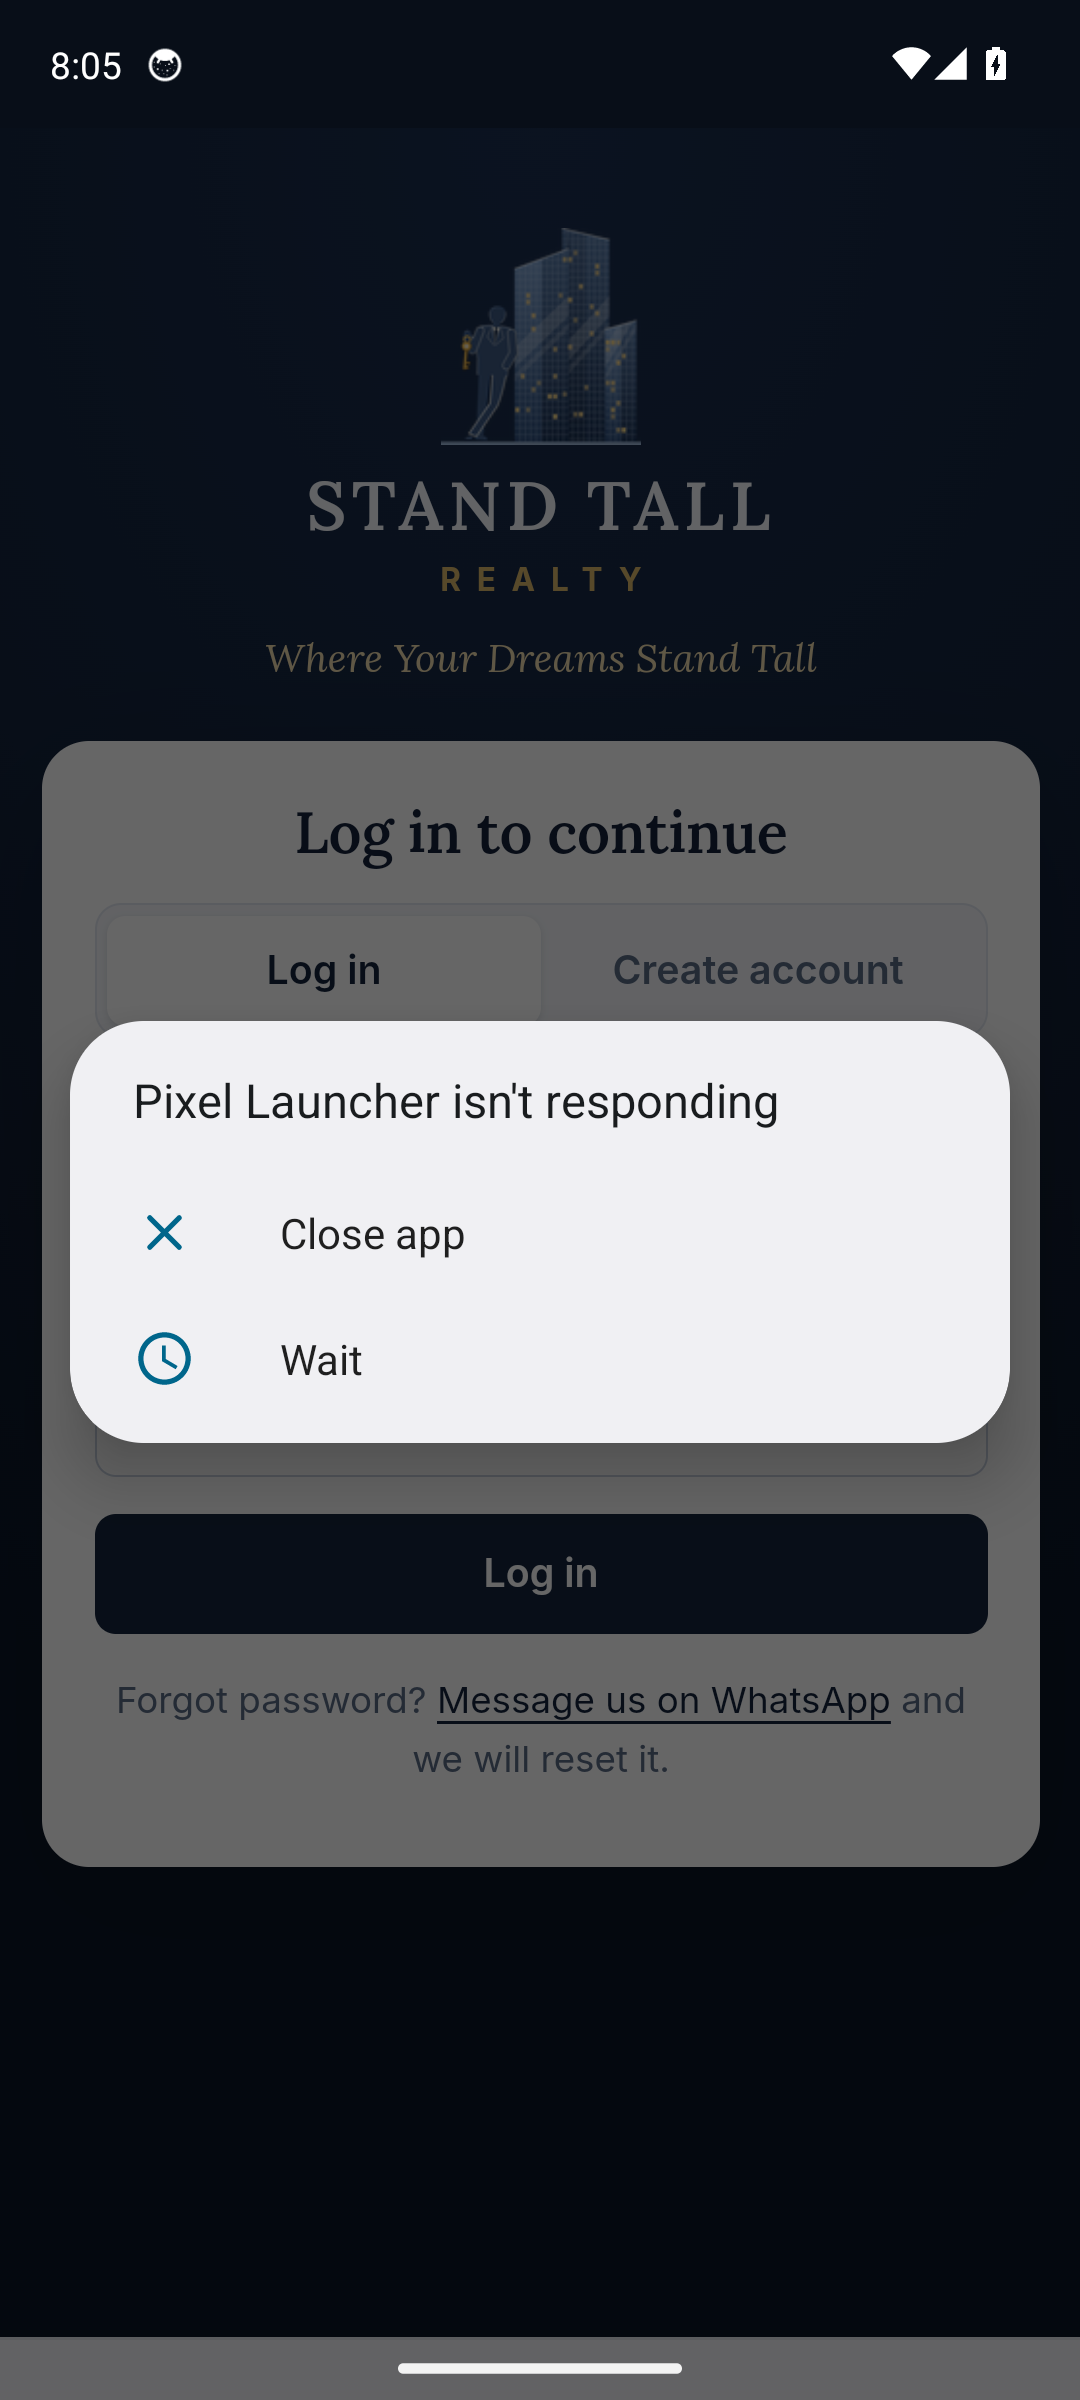 8:05
STAND TALL
REALTY
Where Your Dreams Stand Tall
Log in to continue
Log in
Create account
Pixel Launcher isn't responding
Close app
Wait
Log in
Forgot password? Message us on WhatsApp and
we will reset it.